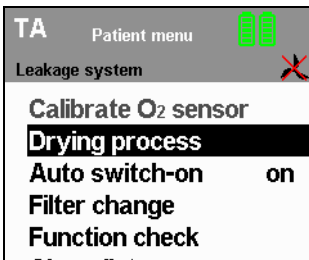 TA Patient menu
Leakage system
Calibrate O₂ sensor
Drying process
Auto switch-on on
Filter change
Function check